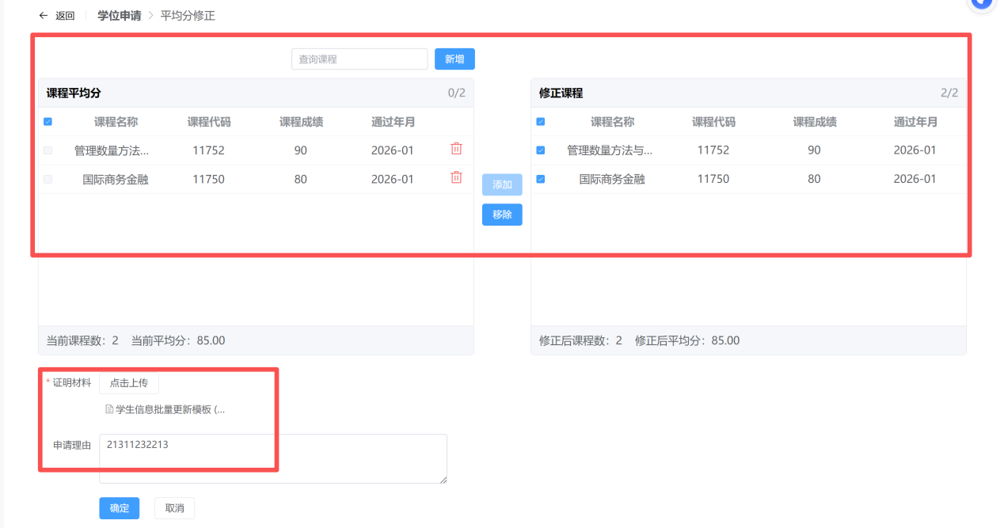 返回 学位申请 > 平均分修正
查询课程 新增
课程平均分 0/2
课程名称 课程代码 课程成绩 通过年月
管理数量方法... 11752 90 2026-01
国际商务金融 11750 80 2026-01
添加
移除
修正课程 2/2
课程名称 课程代码 课程成绩 通过年月
管理数量方法与... 11752 90 2026-01
国际商务金融 11750 80 2026-01
当前课程数：2 当前平均分：85.00
修正后课程数：2 修正后平均分：85.00
* 证明材料 点击上传
学生信息批量更新模板 (...
申请理由 21311232213
确定 取消